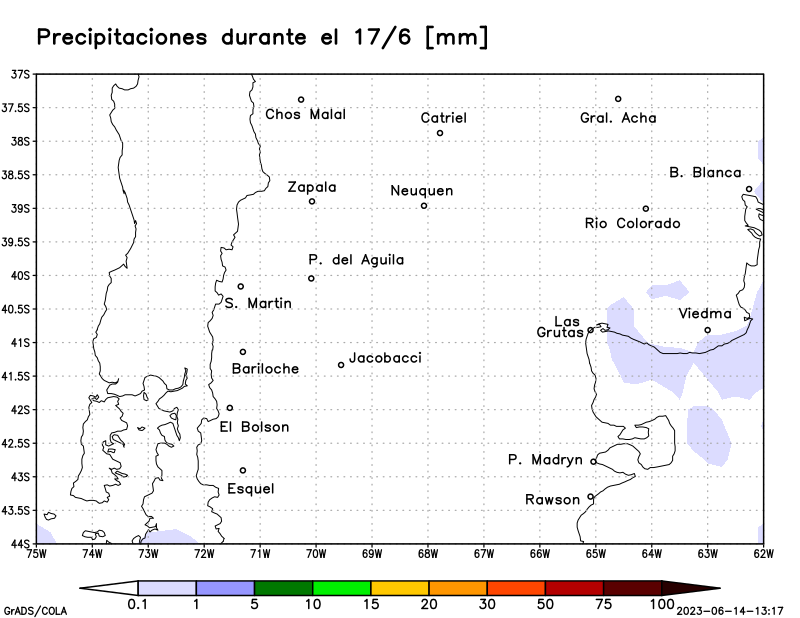 Precipitaciones durante el 17/6 [mm]
37S
37.5S
38S
38.5S
39S
39.5S
40S
40.5S
41S
41.5S
42S
42.5S
43S
43.5S
44S
Chos Malal
Catriel
Gral. Acha
B. Blanca
Zapala
Neuquen
Rio Colorado
P. del Aguila
S. Martin
Viedma
Las
Grutas
Jacobacci
Bariloche
El Bolson
P. Madryn
Esquel
Rawson
75W 74W 73W 72W 71W 70W 69W 68W 67W 66W 65W 64W 63W 62W
0.1 1 5 10 15 20 30 50 75 100
GrADS/COLA 2023-06-14-13:17